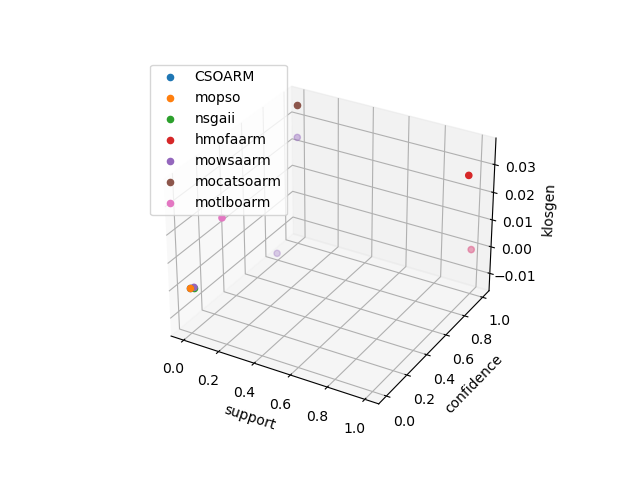 CSOARM
mopso
nsgaii
hmofaarm
mowsaarm
mocatsoarm
motlboarm
0.03
0.02
0.01
0.00
−0.01
klosgen
1.0
0.8
0.6
0.4
0.2
0.0
confidence
0.0
0.2
0.4
0.6
0.8
1.0
support